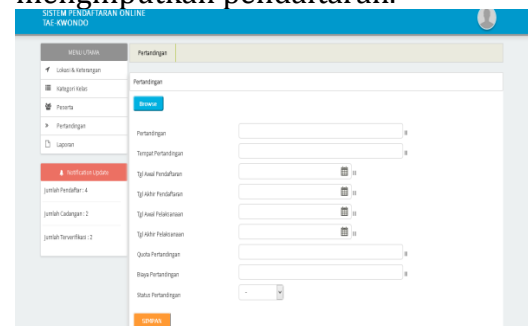 menginputkan pendaftaran.
SISTEM PENDAFTARAN ONLINE
TAE-KWONDO
MENU UTAMA
Lokasi & Keterangan
Kategori Kelas
Peserta
Pertandingan
Laporan
Notification Update
Jumlah Pendaftar : 4
Jumlah Cadangan : 2
Jumlah Terverifikasi : 2
Pertandingan
Pertandingan
Browse
Pertandingan
Tempat Pertandingan
Tgl Awal Pendaftaran
Tgl Akhir Pendaftaran
Tgl Awal Pelaksanaan
Tgl Akhir Pelaksanaan
Quota Pertandingan
Biaya Pertandingan
Status Pertandingan
-
SIMPAN